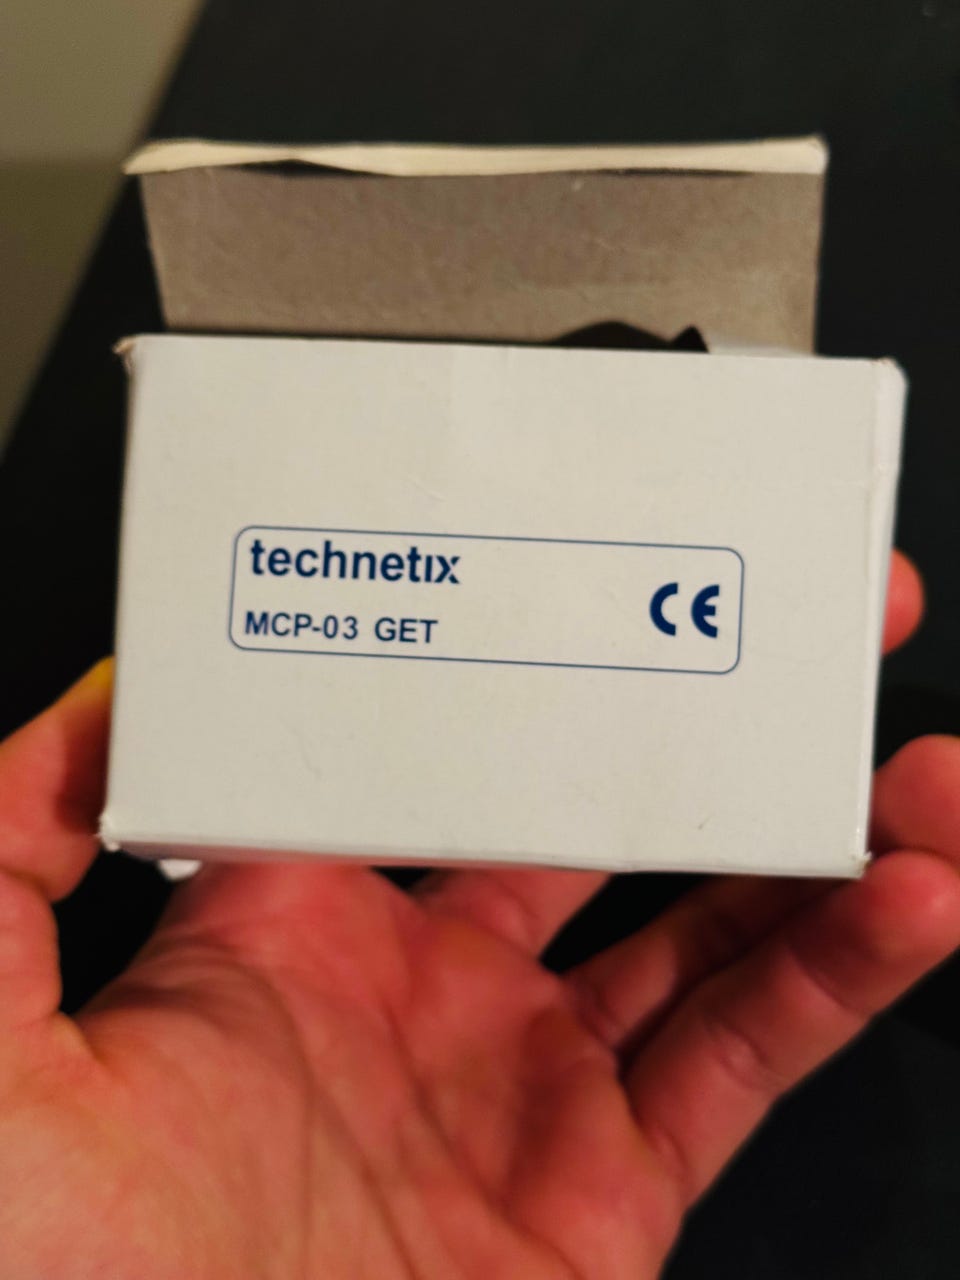 technetix
MCP-03 GET
CE